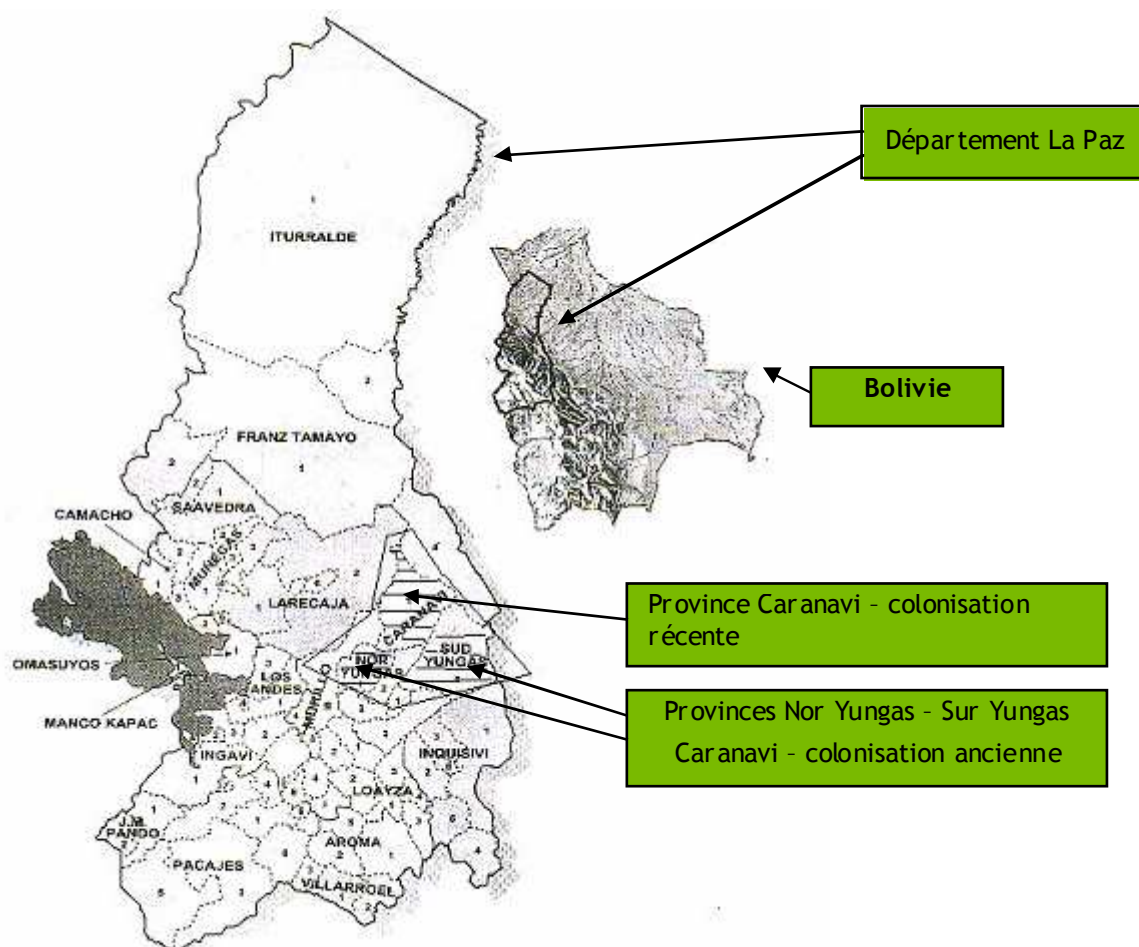 Département La Paz
ITURRALDE
Bolivie
FRANZ TAMAYO
SAAVEDRA
CAMACHO
MUÑECAS
LARECAJA
CARANAVI
Province Caranavi - colonisation
récente
OMASUYOS
NOR
YUNGAS
SUD
YUNGAS
LOS
ANDES
MURILLO
MANCO KAPAC
Provinces Nor Yungas - Sur Yungas
Caranavi - colonisation ancienne
INGAVI
INQUISIVI
LOAYZA
J.M.
PANDO
AROMA
PACAJES
VILLARROEL